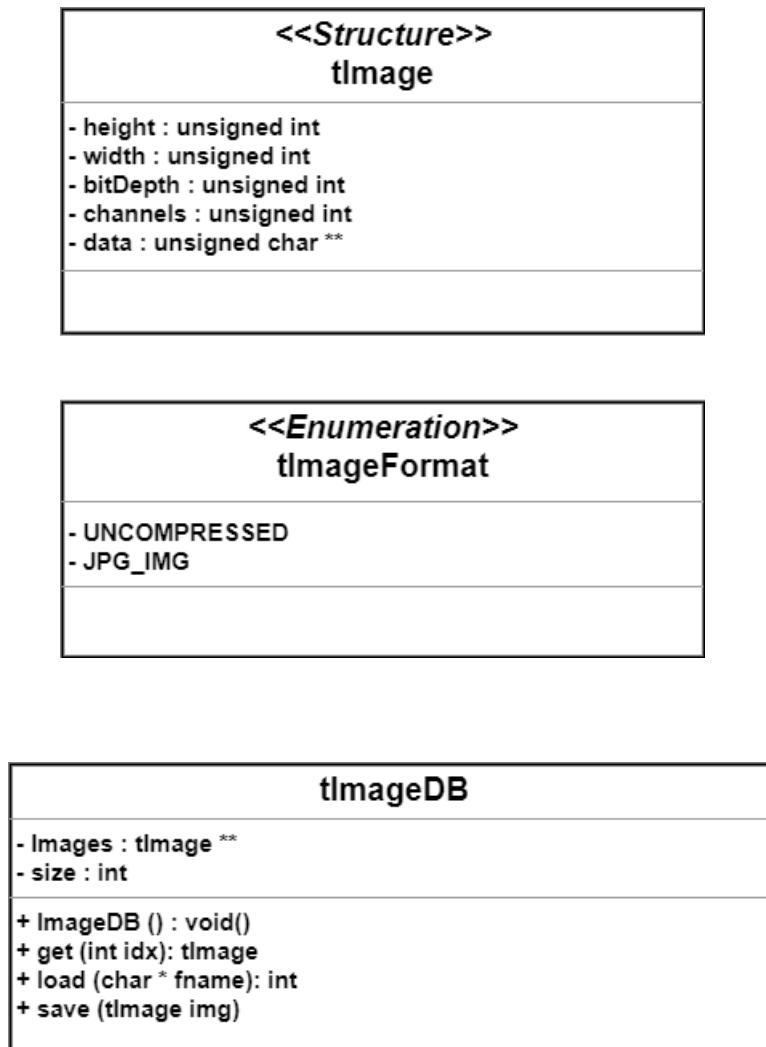 <<Structure>>
tImage
- height : unsigned int
- width : unsigned int
- bitDepth : unsigned int
- channels : unsigned int
- data : unsigned char **
<<Enumeration>>
tImageFormat
- UNCOMPRESSED
- JPG_IMG
tImageDB
- Images : tImage **
- size : int
+ ImageDB () : void()
+ get (int idx): tImage
+ load (char * fname): int
+ save (tImage img)